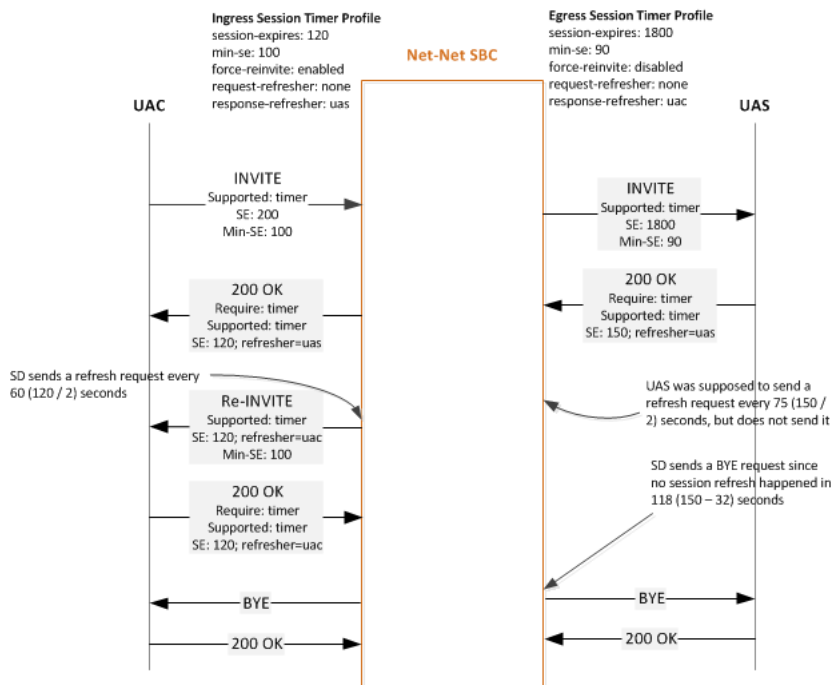 Ingress Session Timer Profile
session-expires: 120
min-se: 100
force-reinvite: enabled
request-refresher: none
response-refresher: uas
Net-Net SBC
Egress Session Timer Profile
session-expires: 1800
min-se: 90
force-reinvite: disabled
request-refresher: none
response-refresher: uac
UAC
UAS
INVITE
Supported: timer
SE: 200
Min-SE: 100
INVITE
Supported: timer
SE: 1800
Min-SE: 90
200 OK
Require: timer
Supported: timer
SE: 120; refresher=uas
200 OK
Require: timer
Supported: timer
SE: 150; refresher=uas
SD sends a refresh request every
60 (120 / 2) seconds
UAS was supposed to send a
refresh request every 75 (150 /
2) seconds, but does not send it
Re-INVITE
Supported: timer
SE: 120; refresher=uac
Min-SE: 100
SD sends a BYE request since
no session refresh happened in
118 (150 – 32) seconds
200 OK
Require: timer
Supported: timer
SE: 120; refresher=uac
BYE
BYE
200 OK
200 OK